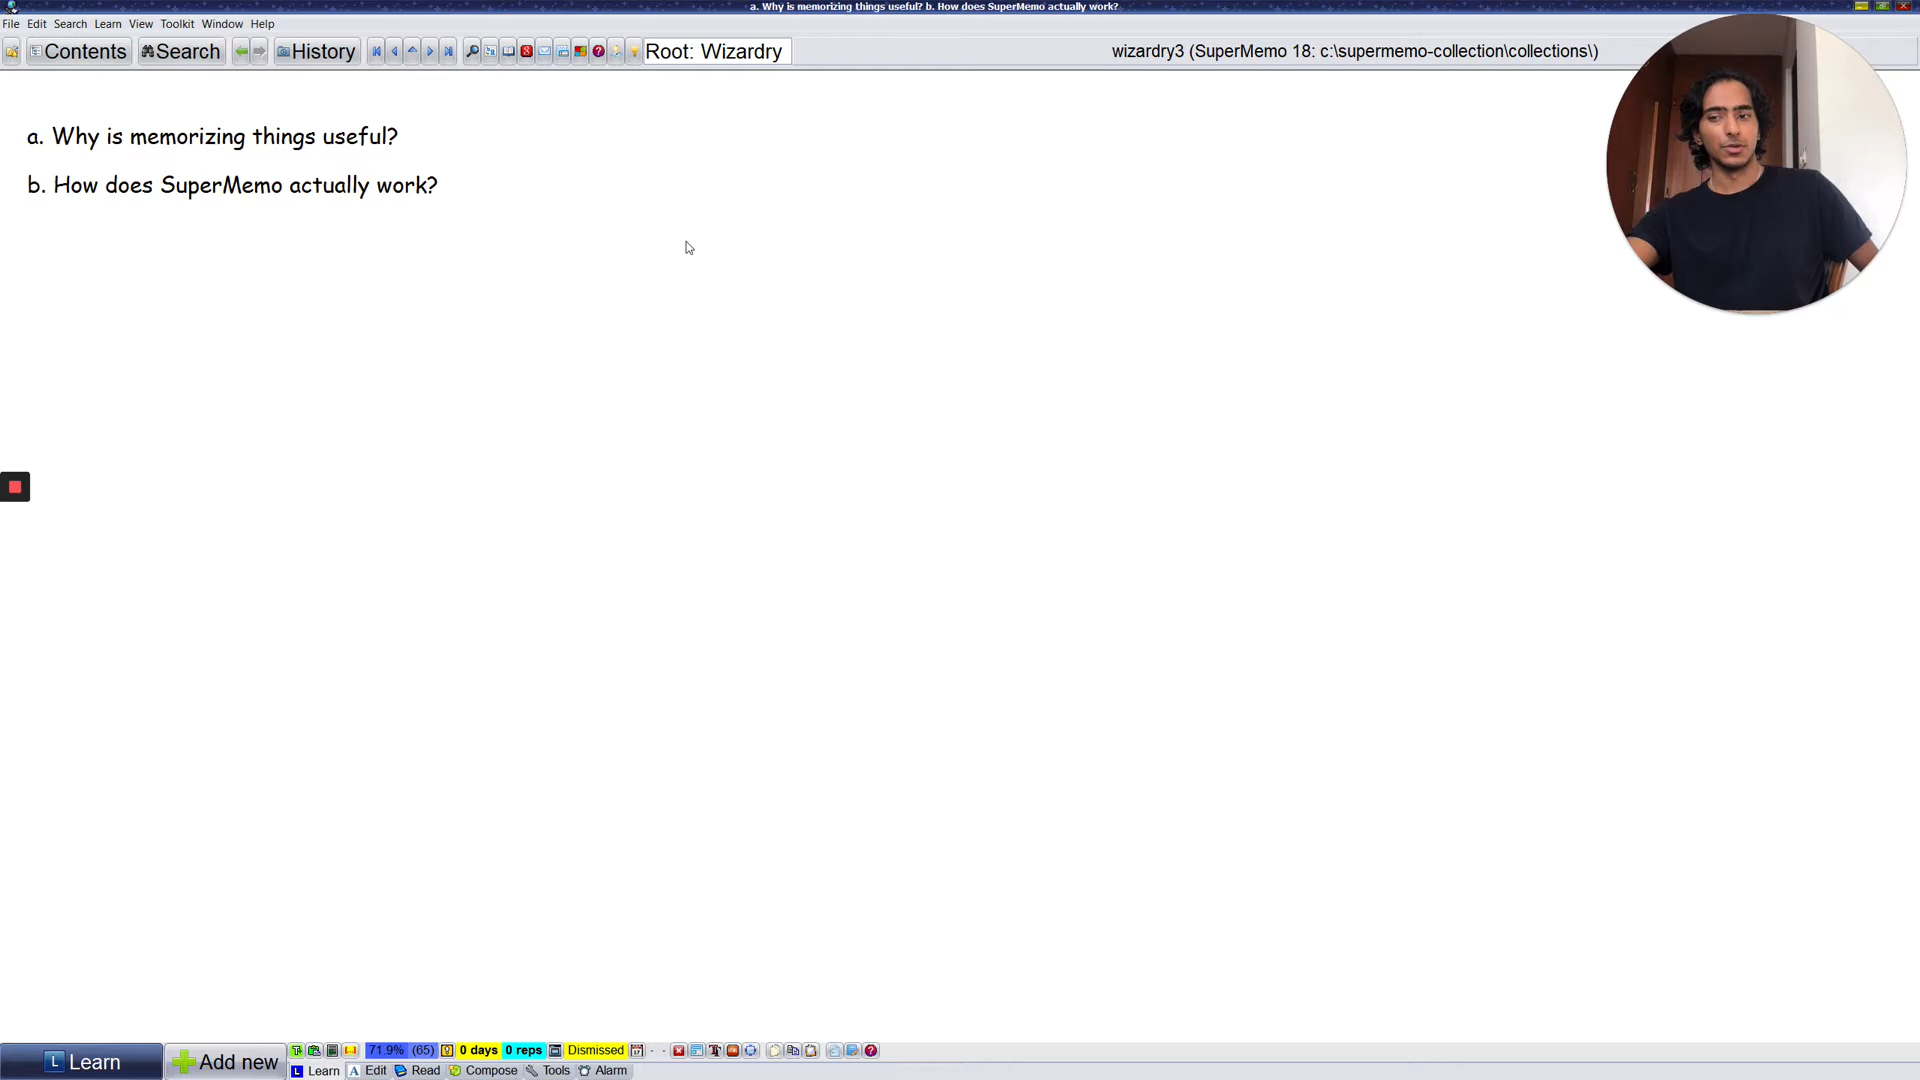 a. Why is memorizing things useful? b. How does SuperMemo actually work?
File Edit Search Learn View Toolkit Window Help
Contents Search History Root: Wizardry wizardry3 (SuperMemo 18: c:\supermemo-collection\collections\)
a. Why is memorizing things useful?
b. How does SuperMemo actually work?
L Learn Add new
71.9% (65) 0 days 0 reps Dismissed - -
L Learn A Edit Read Compose Tools Alarm